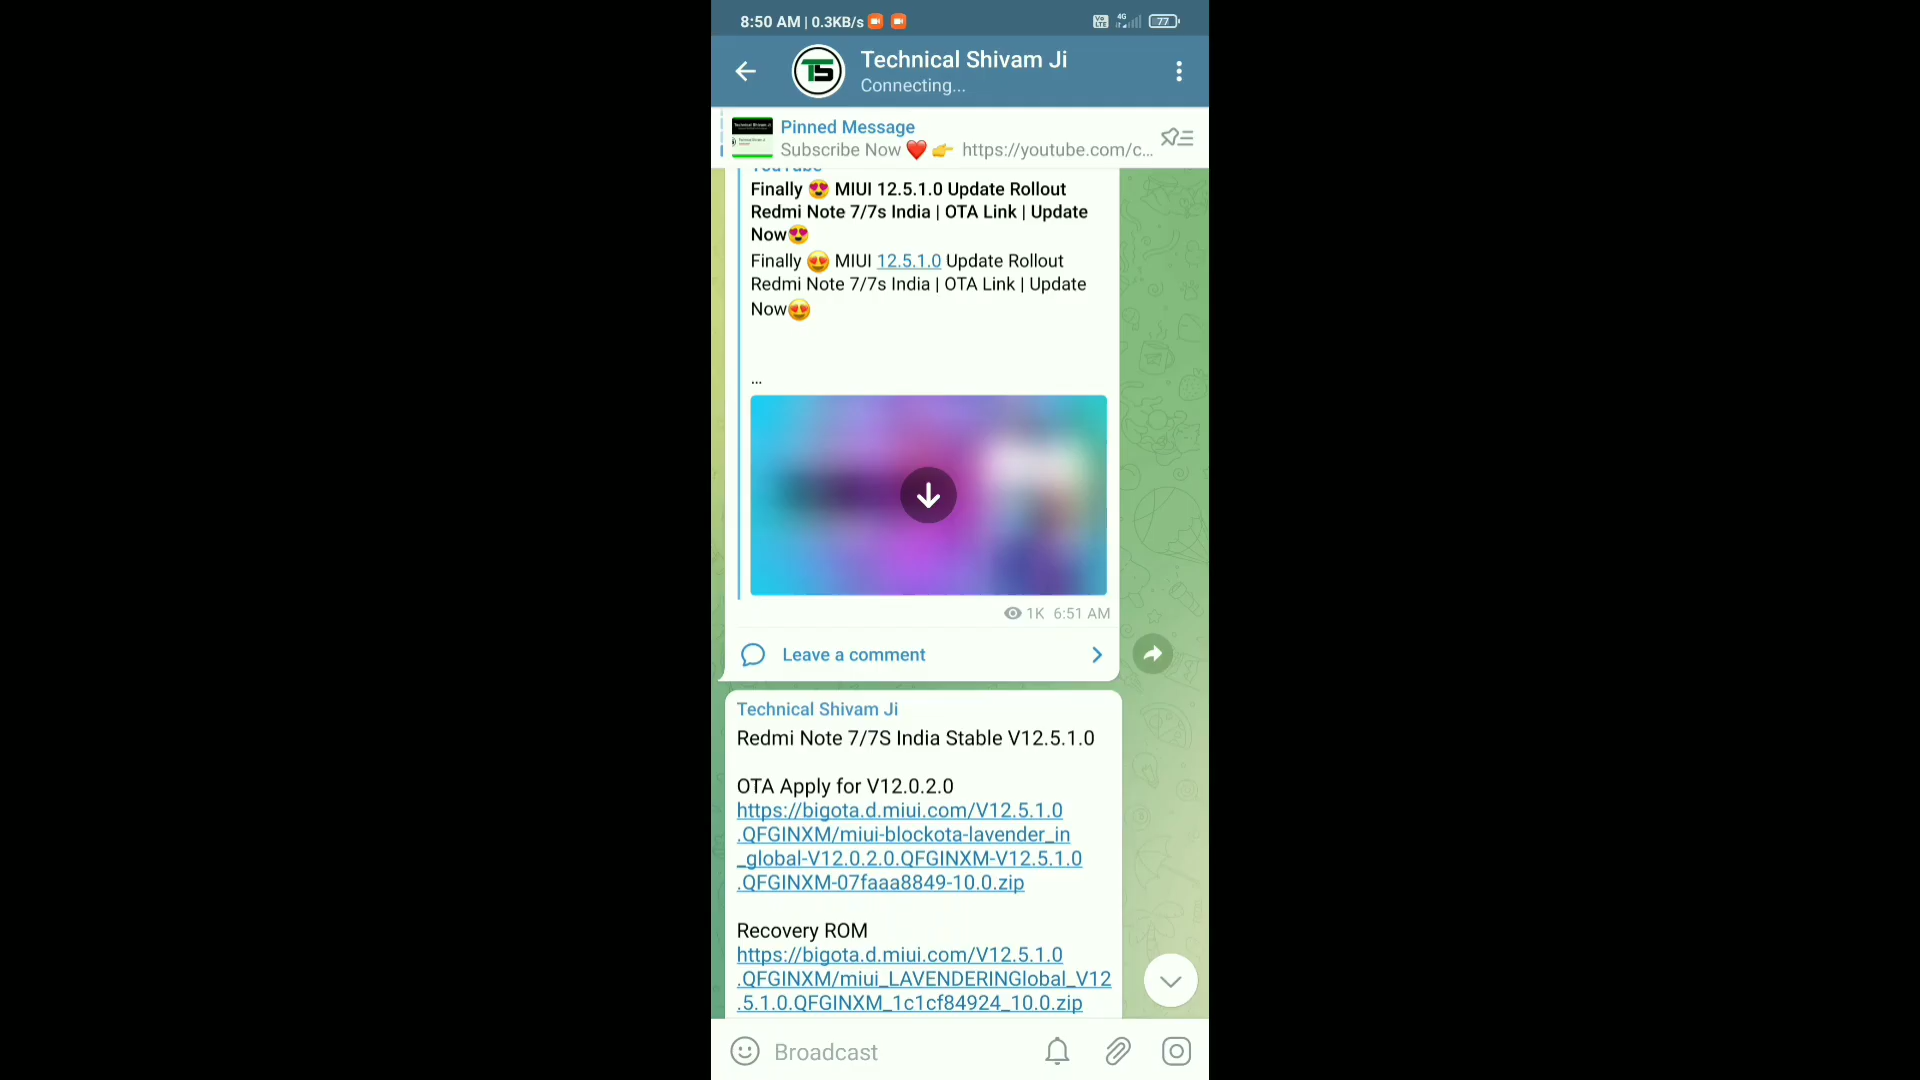 8:50 AM | 0.3KB/s
Vo LTE 4G 77
TS
Technical Shivam Ji
Connecting...
Pinned Message
Subscribe Now ❤️ 👉 https://youtube.com/c...
YouTube
Finally 😍 MIUI 12.5.1.0 Update Rollout
Redmi Note 7/7s India | OTA Link | Update
Now😍
Finally 😍 MIUI 12.5.1.0 Update Rollout
Redmi Note 7/7s India | OTA Link | Update
Now😍
...
1K 6:51 AM
Leave a comment
Technical Shivam Ji
Redmi Note 7/7S India Stable V12.5.1.0
OTA Apply for V12.0.2.0
https://bigota.d.miui.com/V12.5.1.0
.QFGINXM/miui-blockota-lavender_in
_global-V12.0.2.0.QFGINXM-V12.5.1.0
.QFGINXM-07faaa8849-10.0.zip
Recovery ROM
https://bigota.d.miui.com/V12.5.1.0
.QFGINXM/miui_LAVENDERINGlobal_V12
.5.1.0.QFGINXM_1c1cf84924_10.0.zip
Broadcast